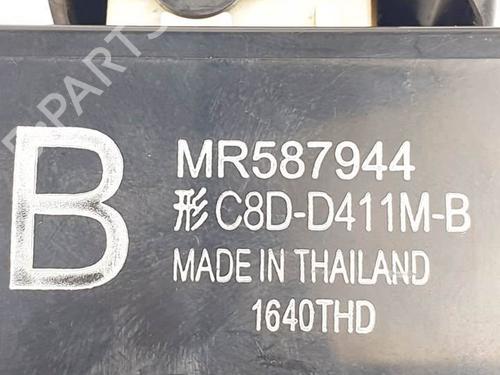 B
MR587944
形 C8D-D411M-B
MADE IN THAILAND
1640THD